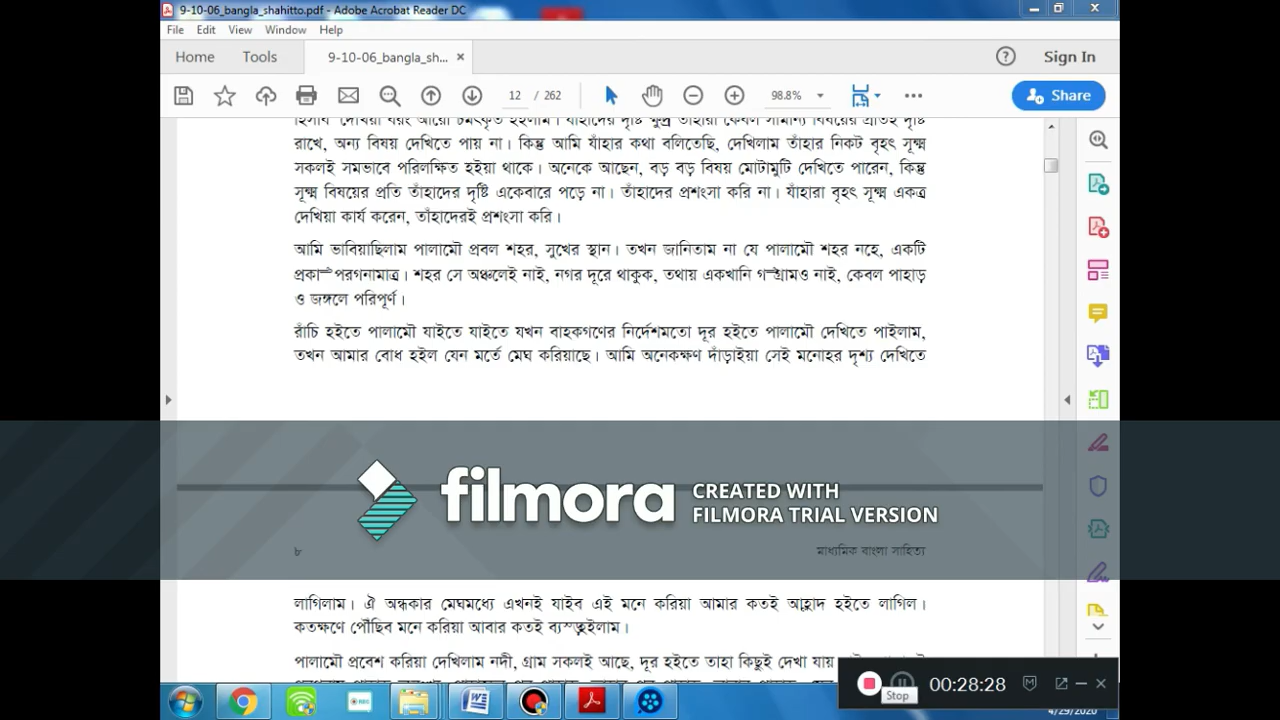 9-10-06_bangla_shahitto.pdf - Adobe Acrobat Reader DC
File Edit View Window Help
Home Tools 9-10-06_bangla_sh... Sign In
12 / 262 98.8% Share
হিসাব দেখিয়া বরং আরো চমৎকৃত হইলাম। যাহাদের দৃষ্টি ক্ষুদ্র তাহারা কেবল সামান্য বিষয়ের প্রতিই দৃষ্টি
রাখে, অন্য বিষয় দেখিতে পায় না। কিন্তু আমি যাঁহার কথা বলিতেছি, দেখিলাম তাঁহার নিকট বৃহৎ সূক্ষ্ম
সকলই সমভাবে পরিলক্ষিত হইয়া থাকে। অনেকে আছেন, বড় বড় বিষয় মোটামুটি দেখিতে পারেন, কিন্তু
সূক্ষ্ম বিষয়ের প্রতি তাঁহাদের দৃষ্টি একেবারে পড়ে না। তাঁহাদের প্রশংসা করি না। যাঁহারা বৃহৎ সূক্ষ্ম একত্র
দেখিয়া কার্য করেন, তাঁহাদেরই প্রশংসা করি।
আমি ভাবিয়াছিলাম পালামৌ প্রবল শহর, সুখের স্থান। তখন জানিতাম না যে পালামৌ শহর নহে, একটি
পরগনামাত্র। শহর সে অঞ্চলেই নাই, নগর দূরে থাকুক, তথায় একখানি নাই, কেবল পাহাড়
ও জঙ্গলে পরিপূর্ণ।
রাঁচি হইতে পালামৌ যাইতে যাইতে যখন বাহকগণের নির্দেশমতো দূর হইতে পালামৌ দেখিতে পাইলাম,
তখন আমার বোধ হইল যেন মর্তে মেঘ করিয়াছে। আমি অনেকক্ষণ দাঁড়াইয়া সেই মনোহর দৃশ্য দেখিতে
filmora CREATED WITH
FILMORA TRIAL VERSION
৮ মাধ্যমিক বাংলা সাহিত্য
লাগিলাম। ঐ অন্ধকার মেঘমধ্যে এখনই যাইব এই মনে করিয়া আমার কতই আহ্লাদ হইতে লাগিল।
কতক্ষণে পৌঁছিব মনে করিয়া আবার কতই
পালামৌ প্রবেশ করিয়া দেখিলাম নদী, গ্রাম সকলই আছে, দূর হইতে তাহা কিছুই দেখা যায়
00:28:28
Stop
4/29/2020